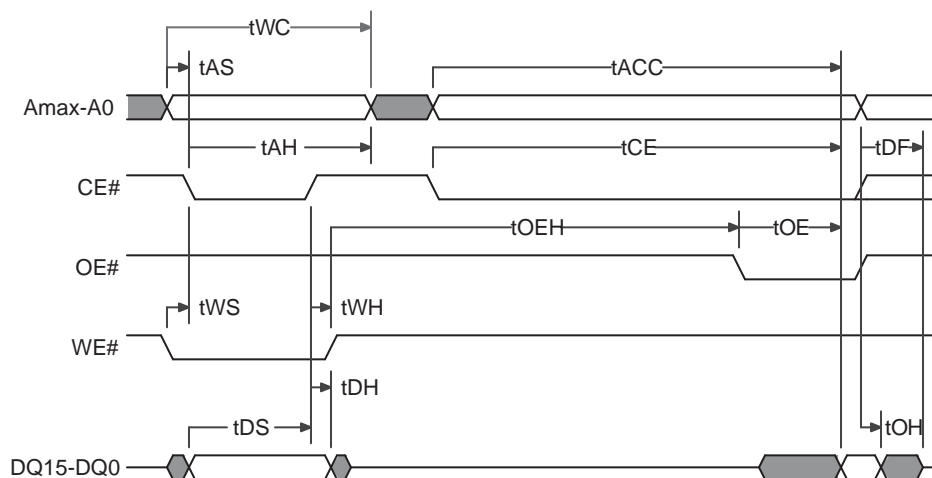 tWC
tAS
tACC
Amax-A0
tAH
tCE
tDF
CE#
tOEH
tOE
OE#
tWS
tWH
WE#
tDH
tDS
tOH
DQ15-DQ0